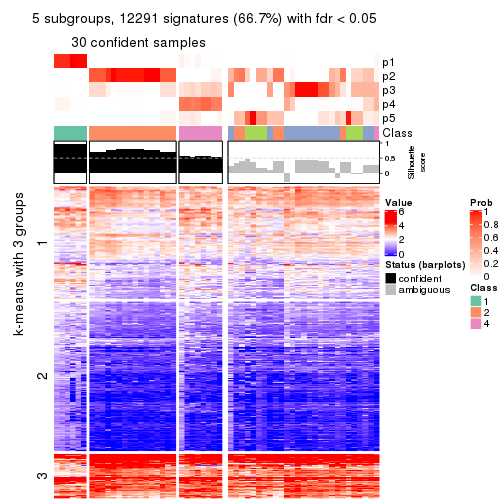 5 subgroups, 12291 signatures (66.7%) with fdr < 0.05
30 confident samples
p1
p2
p3
p4
p5
Class
1
0.5
0
Silhouette
score
k-means with 3 groups
1
2
3
Value
6
4
2
0
Status (barplots)
confident
ambiguous
Prob
1
0.8
0.6
0.4
0.2
0
Class
1
2
4